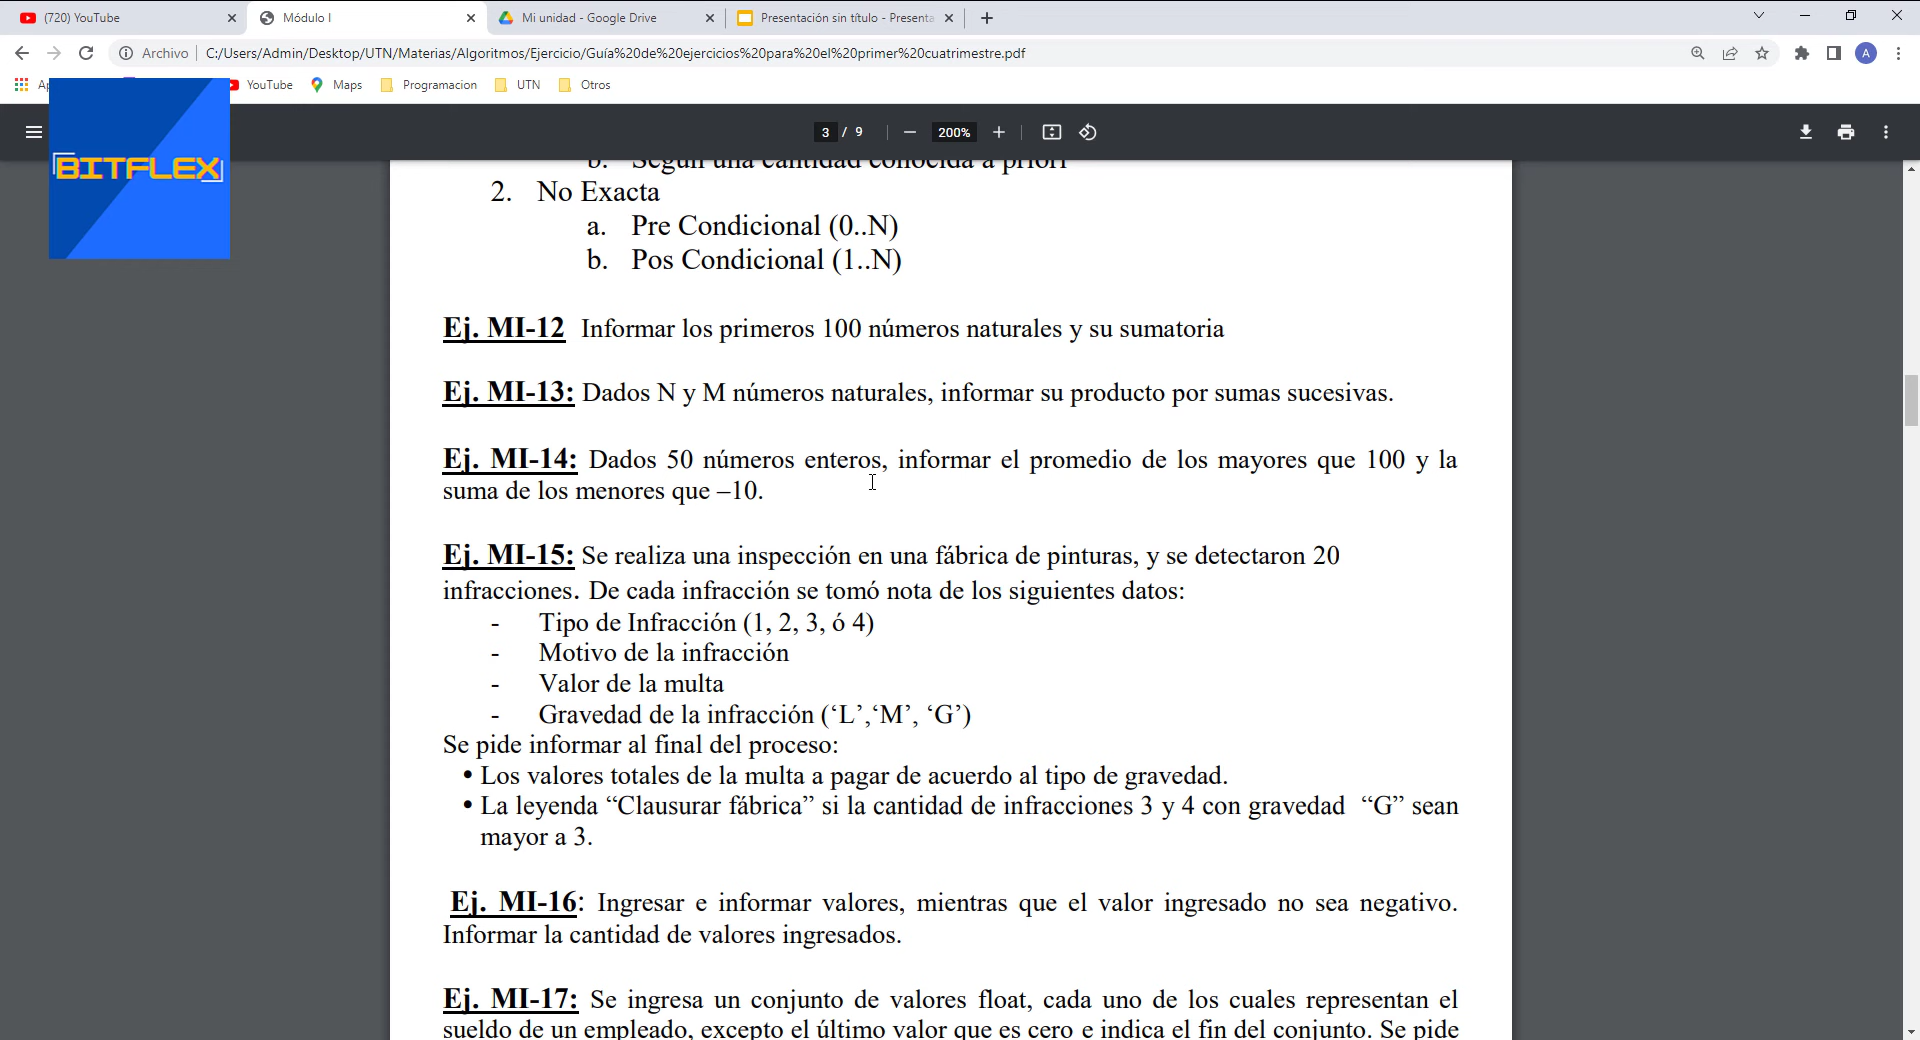 (720) YouTube
Módulo I
Mi unidad - Google Drive
Presentación sin título - Presenta
Archivo
C:/Users/Admin/Desktop/UTN/Materias/Algoritmos/Ejercicio/Guía%20de%20ejercicios%20para%20el%20primer%20cuatrimestre.pdf
A
YouTube
Maps
Programacion
UTN
Otros
BITFLEX
3 / 9
200%
b. Según una cantidad conocida a priori
2. No Exacta
a. Pre Condicional (0..N)
b. Pos Condicional (1..N)
Ej. MI-12 Informar los primeros 100 números naturales y su sumatoria
Ej. MI-13: Dados N y M números naturales, informar su producto por sumas sucesivas.
Ej. MI-14: Dados 50 números enteros, informar el promedio de los mayores que 100 y la
suma de los menores que –10.
Ej. MI-15: Se realiza una inspección en una fábrica de pinturas, y se detectaron 20
infracciones. De cada infracción se tomó nota de los siguientes datos:
- Tipo de Infracción (1, 2, 3, ó 4)
- Motivo de la infracción
- Valor de la multa
- Gravedad de la infracción (‘L’,‘M’, ‘G’)
Se pide informar al final del proceso:
• Los valores totales de la multa a pagar de acuerdo al tipo de gravedad.
• La leyenda “Clausurar fábrica” si la cantidad de infracciones 3 y 4 con gravedad “G” sean
mayor a 3.
Ej. MI-16: Ingresar e informar valores, mientras que el valor ingresado no sea negativo.
Informar la cantidad de valores ingresados.
Ej. MI-17: Se ingresa un conjunto de valores float, cada uno de los cuales representan el
sueldo de un empleado, excepto el último valor que es cero e indica el fin del conjunto. Se pide